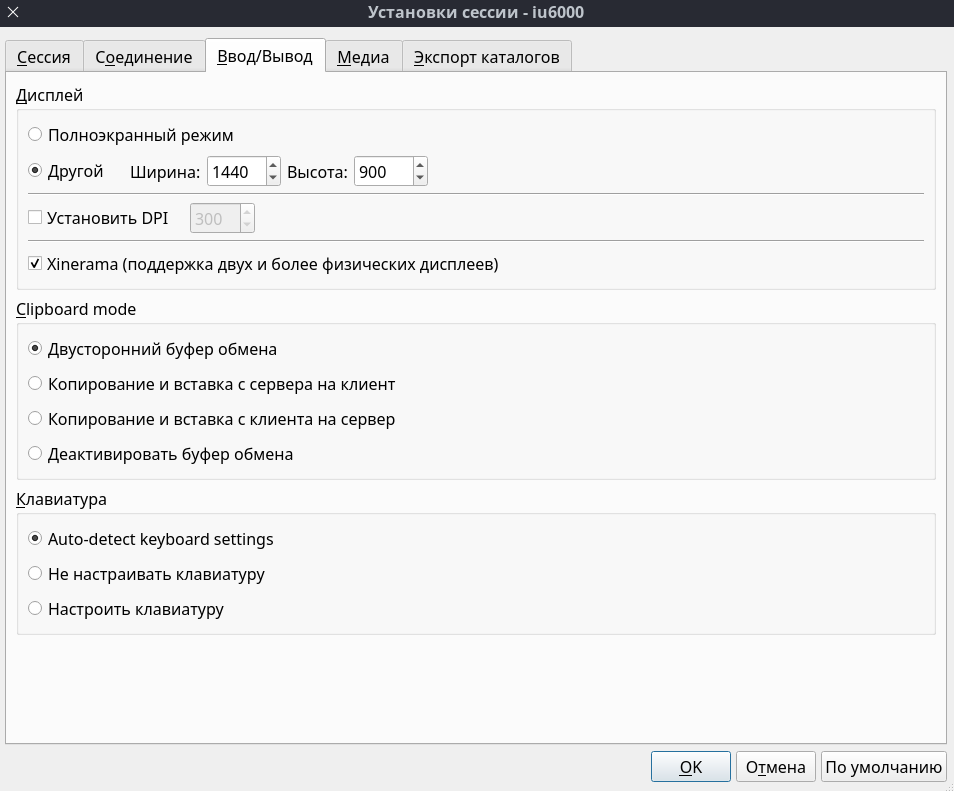 Установки сессии - iu6000
Сессия Соединение Ввод/Вывод Медиа Экспорт каталогов
Дисплей
Полноэкранный режим
Другой Ширина: 1440 Высота: 900
Установить DPI 300
Xinerama (поддержка двух и более физических дисплеев)
Clipboard mode
Двусторонний буфер обмена
Копирование и вставка с сервера на клиент
Копирование и вставка с клиента на сервер
Деактивировать буфер обмена
Клавиатура
Auto-detect keyboard settings
Не настраивать клавиатуру
Настроить клавиатуру
OK Отмена По умолчанию